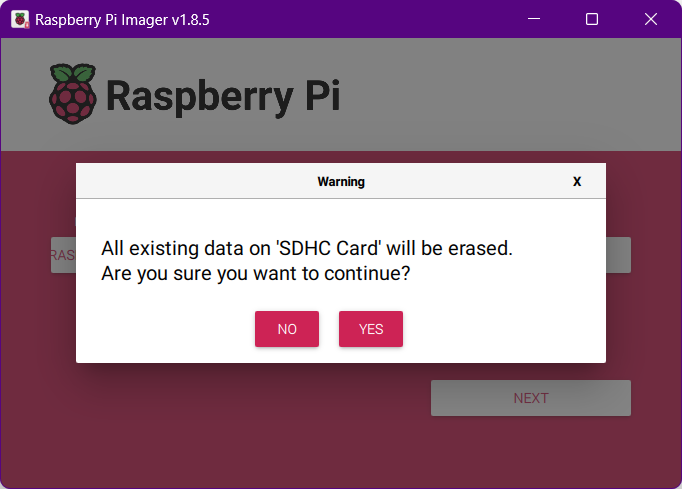 Raspberry Pi Imager v1.8.5
Raspberry Pi
Warning
X
All existing data on 'SDHC Card' will be erased.
Are you sure you want to continue?
NO
YES
NEXT